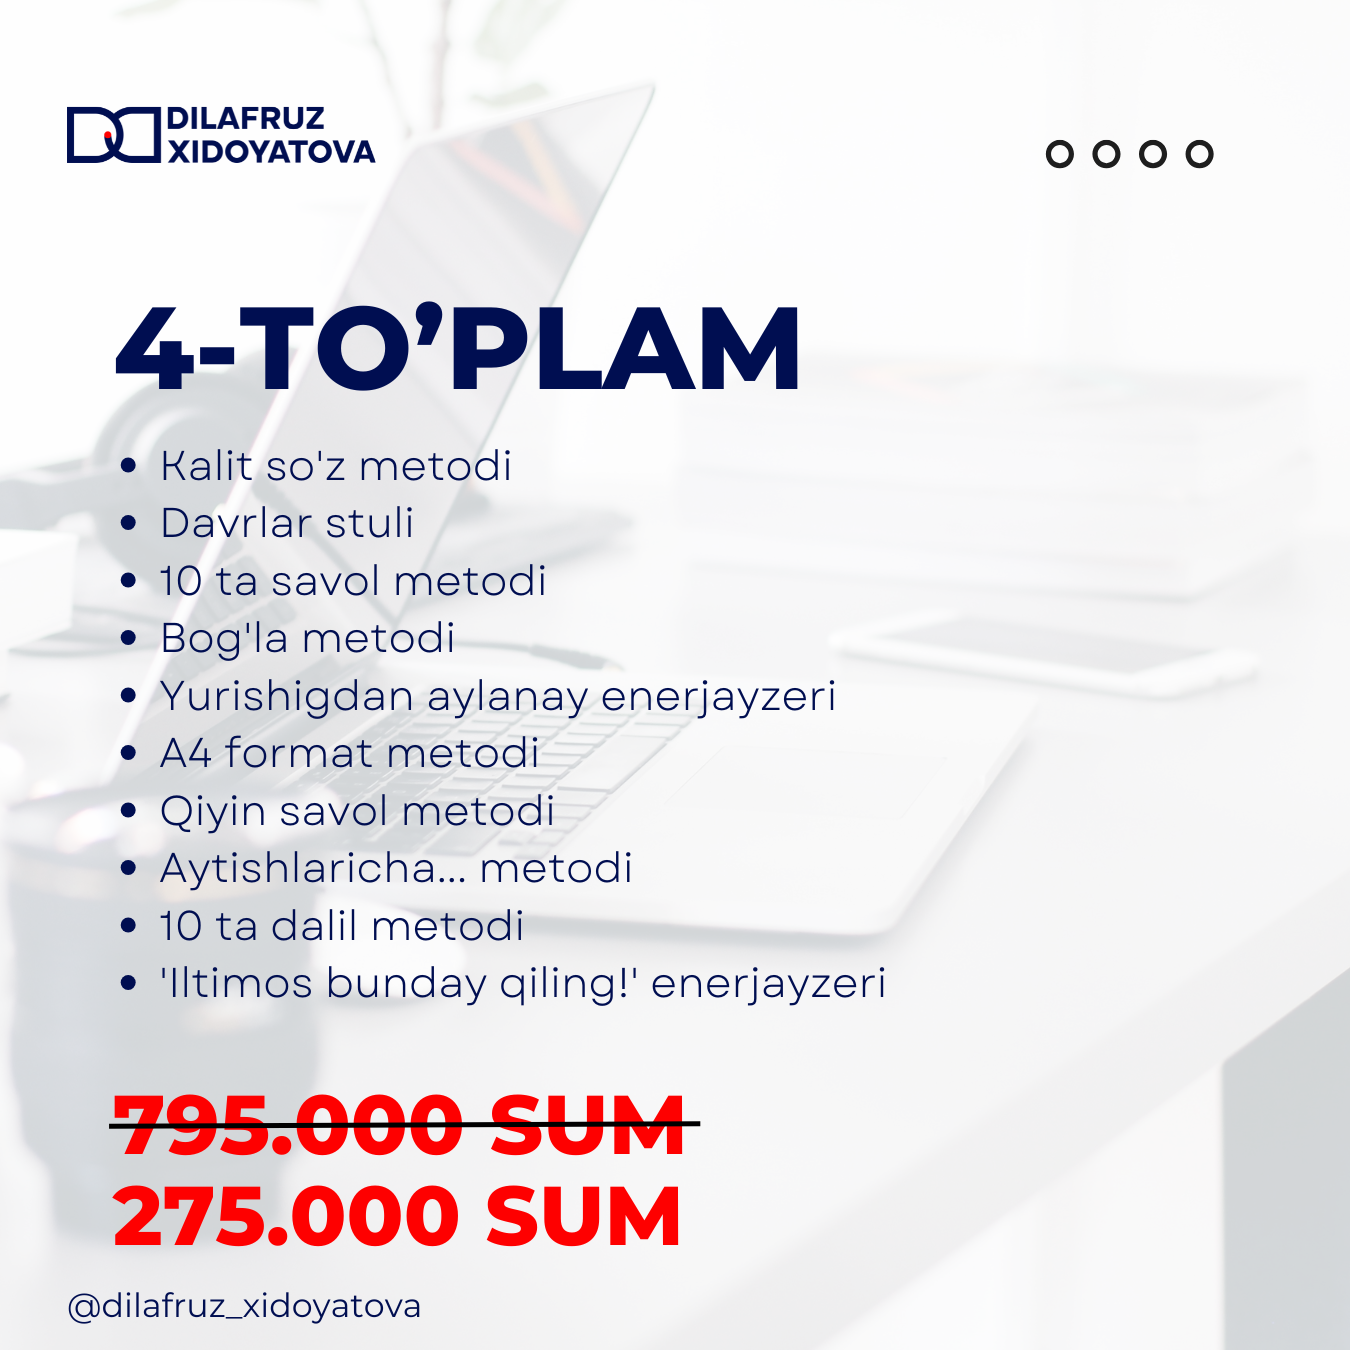 DILAFRUZ
XIDOYATOVA
4-TO’PLAM
• Kalit so'z metodi
• Davrlar stuli
• 10 ta savol metodi
• Bog'la metodi
• Yurishigdan aylanay enerjayzeri
• A4 format metodi
• Qiyin savol metodi
• Aytishlaricha... metodi
• 10 ta dalil metodi
• 'Iltimos bunday qiling!' enerjayzeri
795.000 SUM
275.000 SUM
@dilafruz_xidoyatova